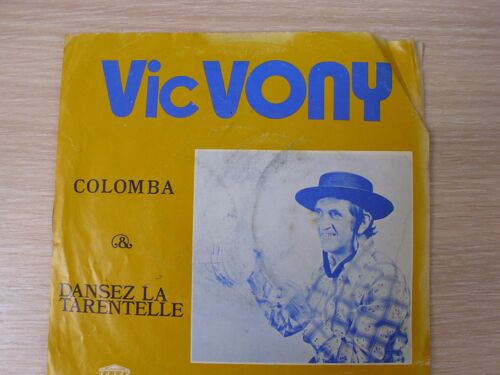 Vic VONY
COLOMBA
&
DANSEZ LA
TARENTELLE